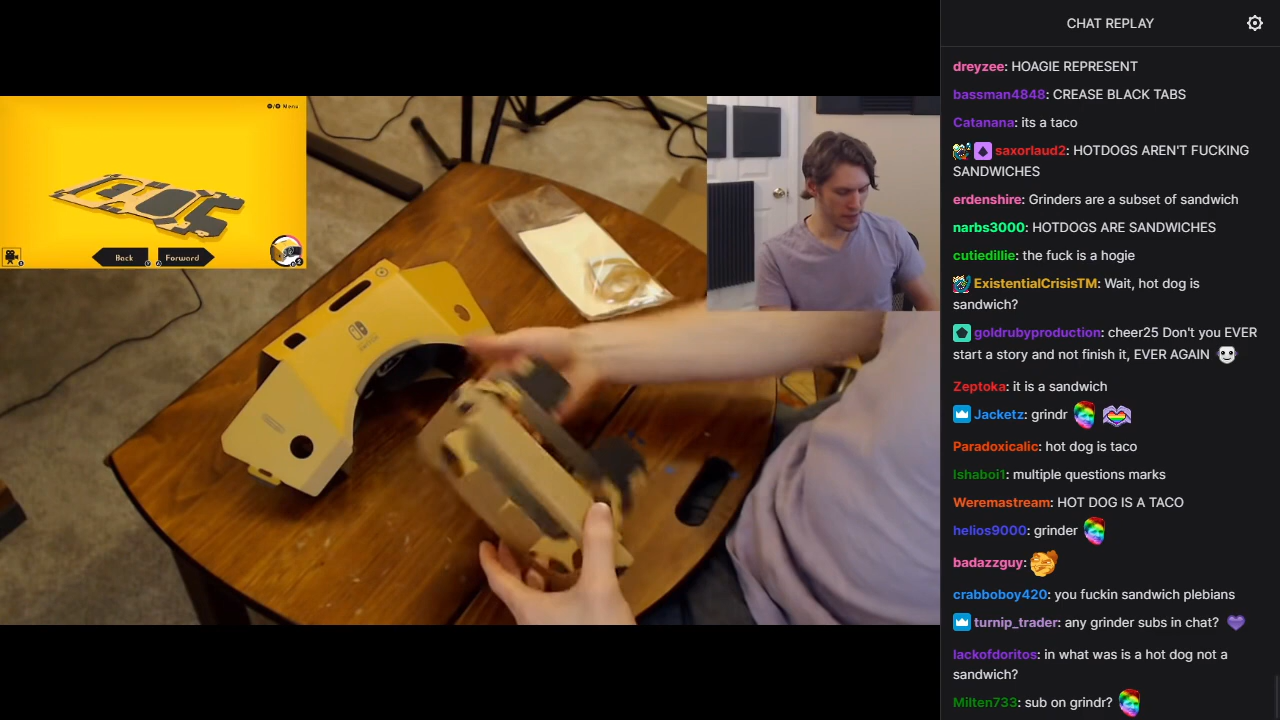 Menu
Back
Forward
CHAT REPLAY
dreyzee: HOAGIE REPRESENT
bassman4848: CREASE BLACK TABS
Catanana: its a taco
saxorlaud2: HOTDOGS AREN'T FUCKING
SANDWICHES
erdenshire: Grinders are a subset of sandwich
narbs3000: HOTDOGS ARE SANDWICHES
cutiedillie: the fuck is a hogie
ExistentialCrisisTM: Wait, hot dog is
sandwich?
goldrubyproduction: cheer25 Don't you EVER
start a story and not finish it, EVER AGAIN
Zeptoka: it is a sandwich
Jacketz: grindr
Paradoxicalic: hot dog is taco
Ishaboi1: multiple questions marks
Weremastream: HOT DOG IS A TACO
helios9000: grinder
badazzguy:
crabboboy420: you fuckin sandwich plebians
turnip_trader: any grinder subs in chat?
lackofdoritos: in what was is a hot dog not a
sandwich?
Milten733: sub on grindr?